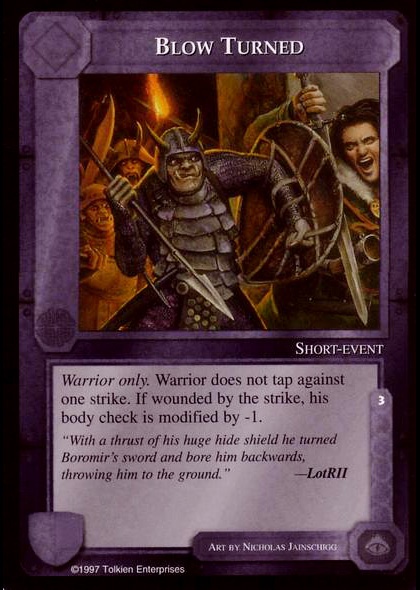 BLOW TURNED
SHORT-EVENT
Warrior only. Warrior does not tap against
one strike. If wounded by the strike, his
body check is modified by -1.
3
“With a thrust of his huge hide shield he turned
Boromir's sword and bore him backwards,
throwing him to the ground.” —LotRII
ART BY NICHOLAS JAINSCHIGG
©1997 Tolkien Enterprises